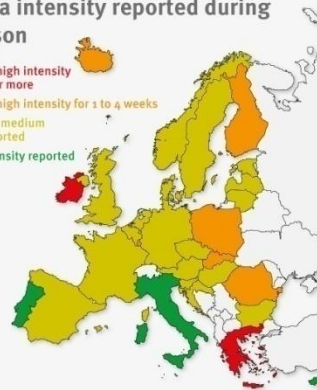 a intensity reported during
son
high intensity
r more
high intensity for 1 to 4 weeks
medium
orted
nsity reported